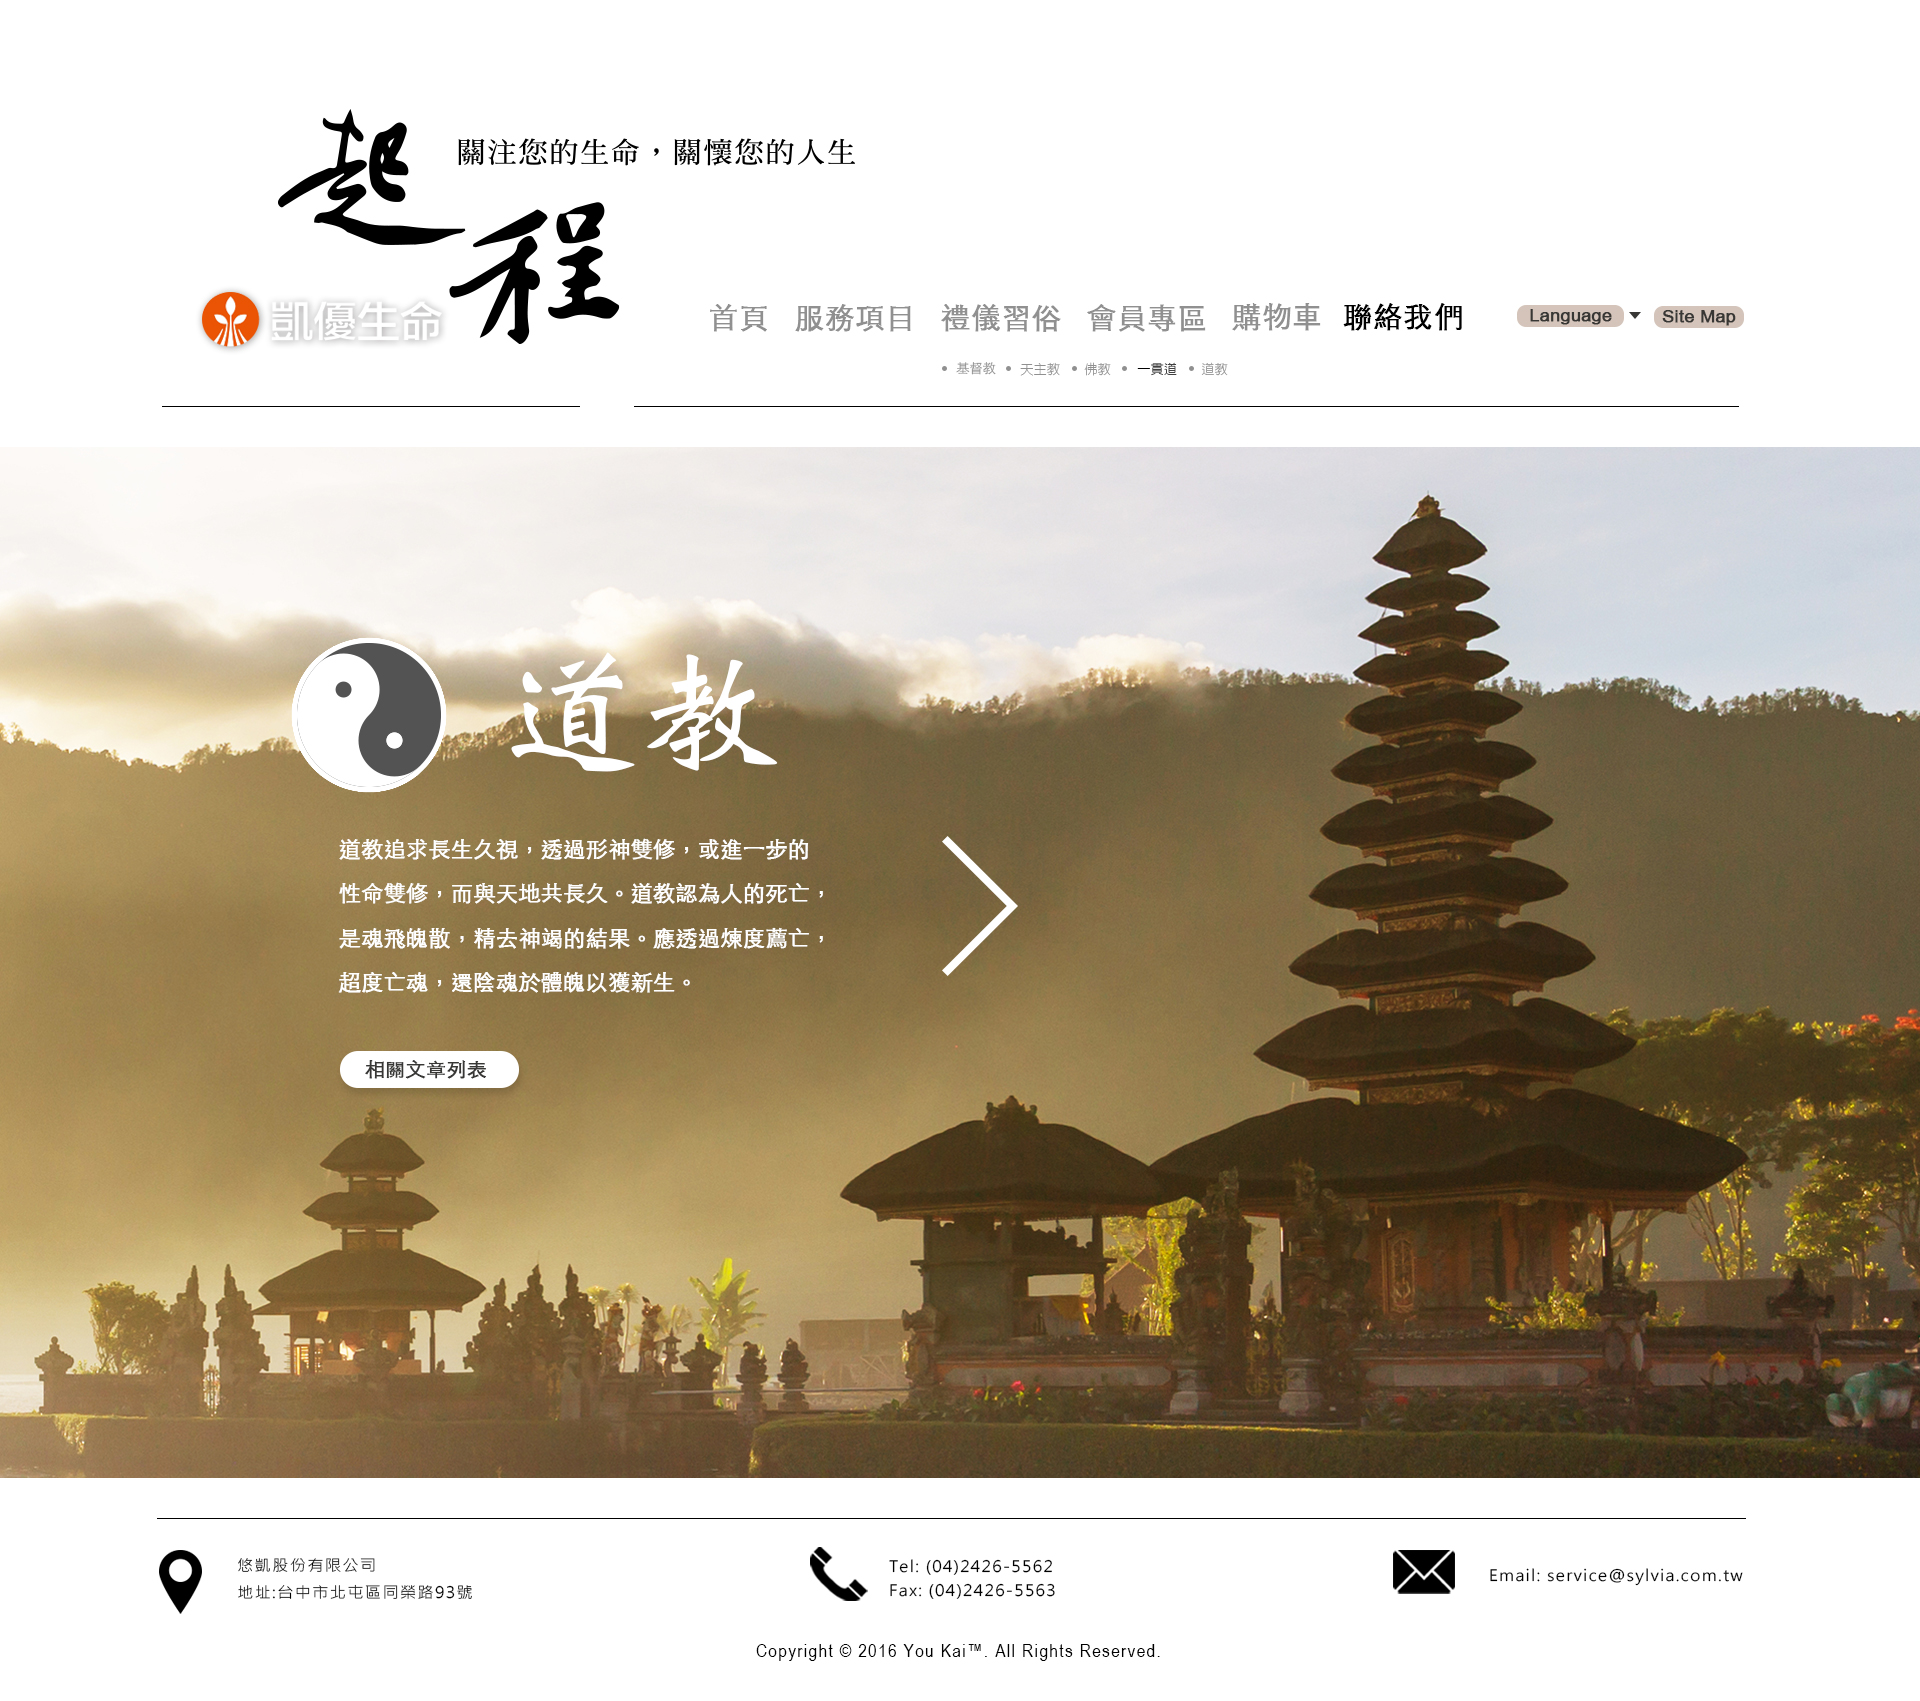 起程
關注您的生命，關懷您的人生
凱優生命
首頁 服務項目 禮儀習俗 會員專區 購物車 聯絡我們 Language Site Map
• 基督教 • 天主教 • 佛教 • 一貫道 • 道教
道教
道教追求長生久視，透過形神雙修，或進一步的
性命雙修，而與天地共長久。道教認為人的死亡，
是魂飛魄散，精去神竭的結果。應透過煉度薦亡，
超度亡魂，還陰魂於體魄以獲新生。
相關文章列表
悠凱股份有限公司
地址:台中市北屯區同榮路93號
Tel: (04)2426-5562
Fax: (04)2426-5563
Email: service@sylvia.com.tw
Copyright © 2016 You Kai™. All Rights Reserved.